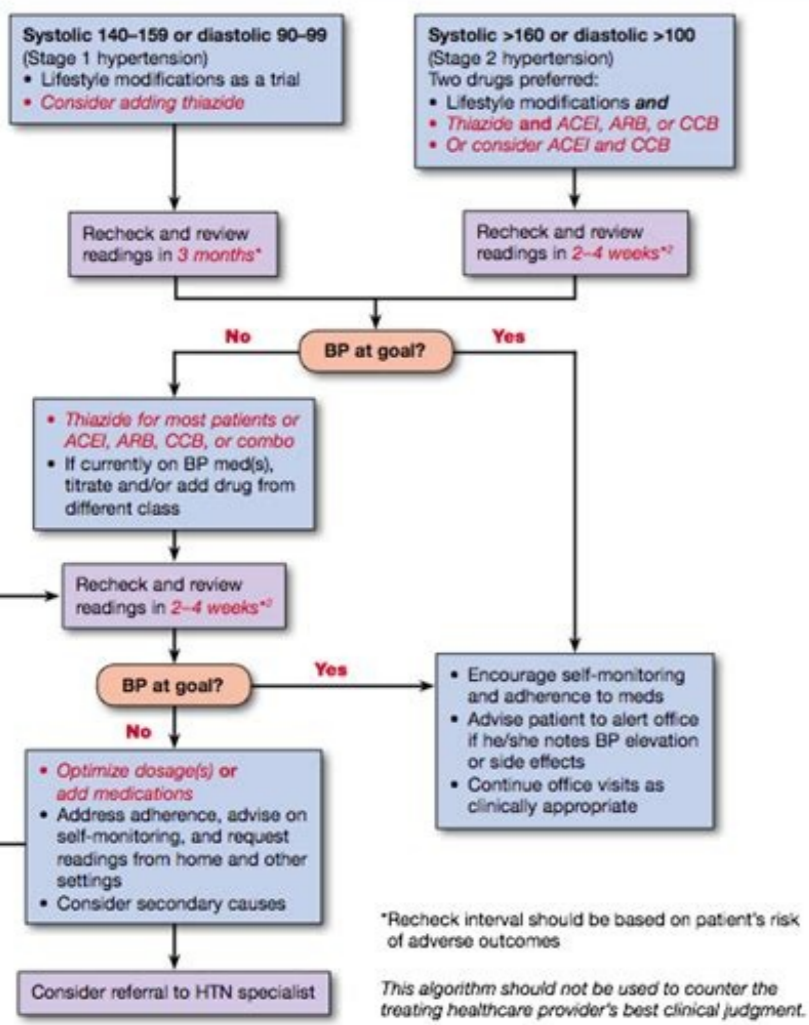 Systolic 140–159 or diastolic 90–99
(Stage 1 hypertension)
• Lifestyle modifications as a trial
• Consider adding thiazide
Systolic >160 or diastolic >100
(Stage 2 hypertension)
Two drugs preferred:
• Lifestyle modifications and
• Thiazide and ACEI, ARB, or CCB
• Or consider ACEI and CCB
Recheck and review
readings in 3 months*
Recheck and review
readings in 2–4 weeks*²
No
BP at goal?
Yes
• Thiazide for most patients or
ACEI, ARB, CCB, or combo
• If currently on BP med(s),
titrate and/or add drug from
different class
Recheck and review
readings in 2–4 weeks*²
BP at goal?
Yes
No
• Encourage self-monitoring
and adherence to meds
• Advise patient to alert office
if he/she notes BP elevation
or side effects
• Continue office visits as
clinically appropriate
• Optimize dosage(s) or
add medications
• Address adherence, advise on
self-monitoring, and request
readings from home and other
settings
• Consider secondary causes
Consider referral to HTN specialist
*Recheck interval should be based on patient's risk
of adverse outcomes
This algorithm should not be used to counter the
treating healthcare provider's best clinical judgment.